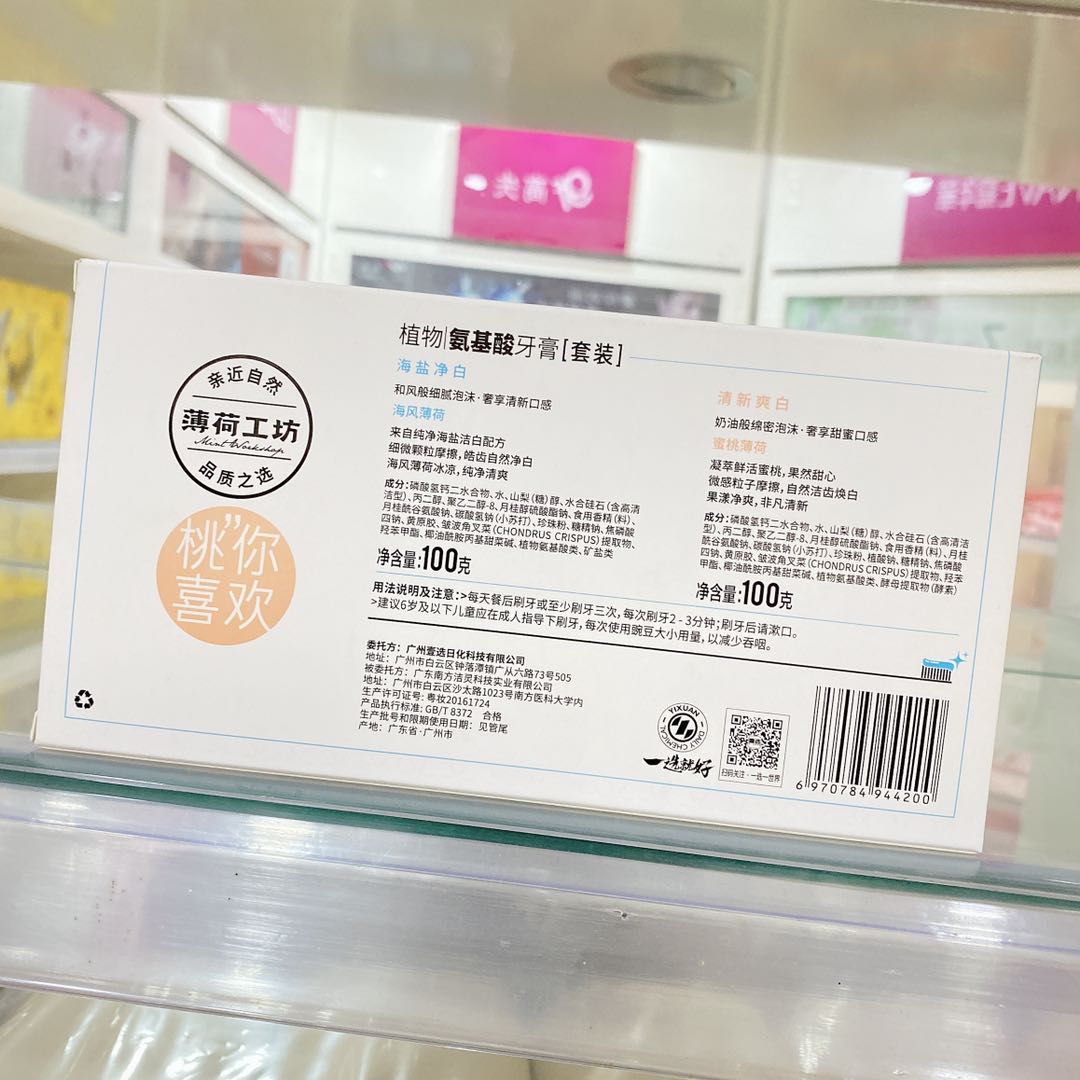 亲近自然
薄荷工坊
Mint Workshop
品质之选
桃"你
喜欢
植物|氨基酸牙膏[套装]
海盐净白
和风般细腻泡沫·奢享清新口感
海风薄荷
来自纯净海盐洁白配方
细微颗粒摩擦,皓齿自然净白
海风薄荷冰凉,纯净清爽
成分:磷酸氢钙二水合物、水、山梨(糖)醇、水合硅石(含高清
洁型)、丙二醇、聚乙二醇-8、月桂醇硫酸酯钠、食用香精(料)、
月桂酰谷氨酸钠、碳酸氢钠(小苏打)、珍珠粉、糖精钠、焦磷酸
四钠、黄原胶、皱波角叉菜(CHONDRUS CRISPUS)提取物、
羟苯甲酯、椰油酰胺丙基甜菜碱、植物氨基酸类、矿盐类
净含量:100克
清新爽白
奶油般绵密泡沫·奢享甜蜜口感
蜜桃薄荷
凝萃鲜活蜜桃,果然甜心
微感粒子摩擦,自然洁齿焕白
果漾净爽,非凡清新
成分:磷酸氢钙二水合物、水、山梨(糖)醇、水合硅石(含高清洁
型)、丙二醇、聚乙二醇-8、月桂醇硫酸酯钠、食用香精(料)、月桂
酰谷氨酸钠、碳酸氢钠(小苏打)、珍珠粉、植酸钠、糖精钠、焦磷酸
四钠、黄原胶、皱波角叉菜(CHONDRUS CRISPUS)提取物、羟苯
甲酯、椰油酰胺丙基甜菜碱、植物氨基酸类、酵母提取物(酵素)
净含量:100克
用法说明及注意:>每天餐后刷牙或至少刷牙三次,每次刷牙2-3分钟;刷牙后请漱口。
>建议6岁及以下儿童应在成人指导下刷牙,每次使用豌豆大小用量,以减少吞咽。
委托方:广州壹选日化科技有限公司
地址:广州市白云区钟落潭镇广从六路73号505
被委托方:广东南方洁灵科技实业有限公司
地址:广州市白云区沙太路1023号南方医科大学内
生产许可证号:粤妆20161724
产品执行标准:GB/T 8372 合格
生产批号和限期使用日期:见管尾
产地:广东省·广州市
YIXUAN
DAILY CHEMICAL
一选就好
扫码关注·一选一世界
6 970784 944200
高尖